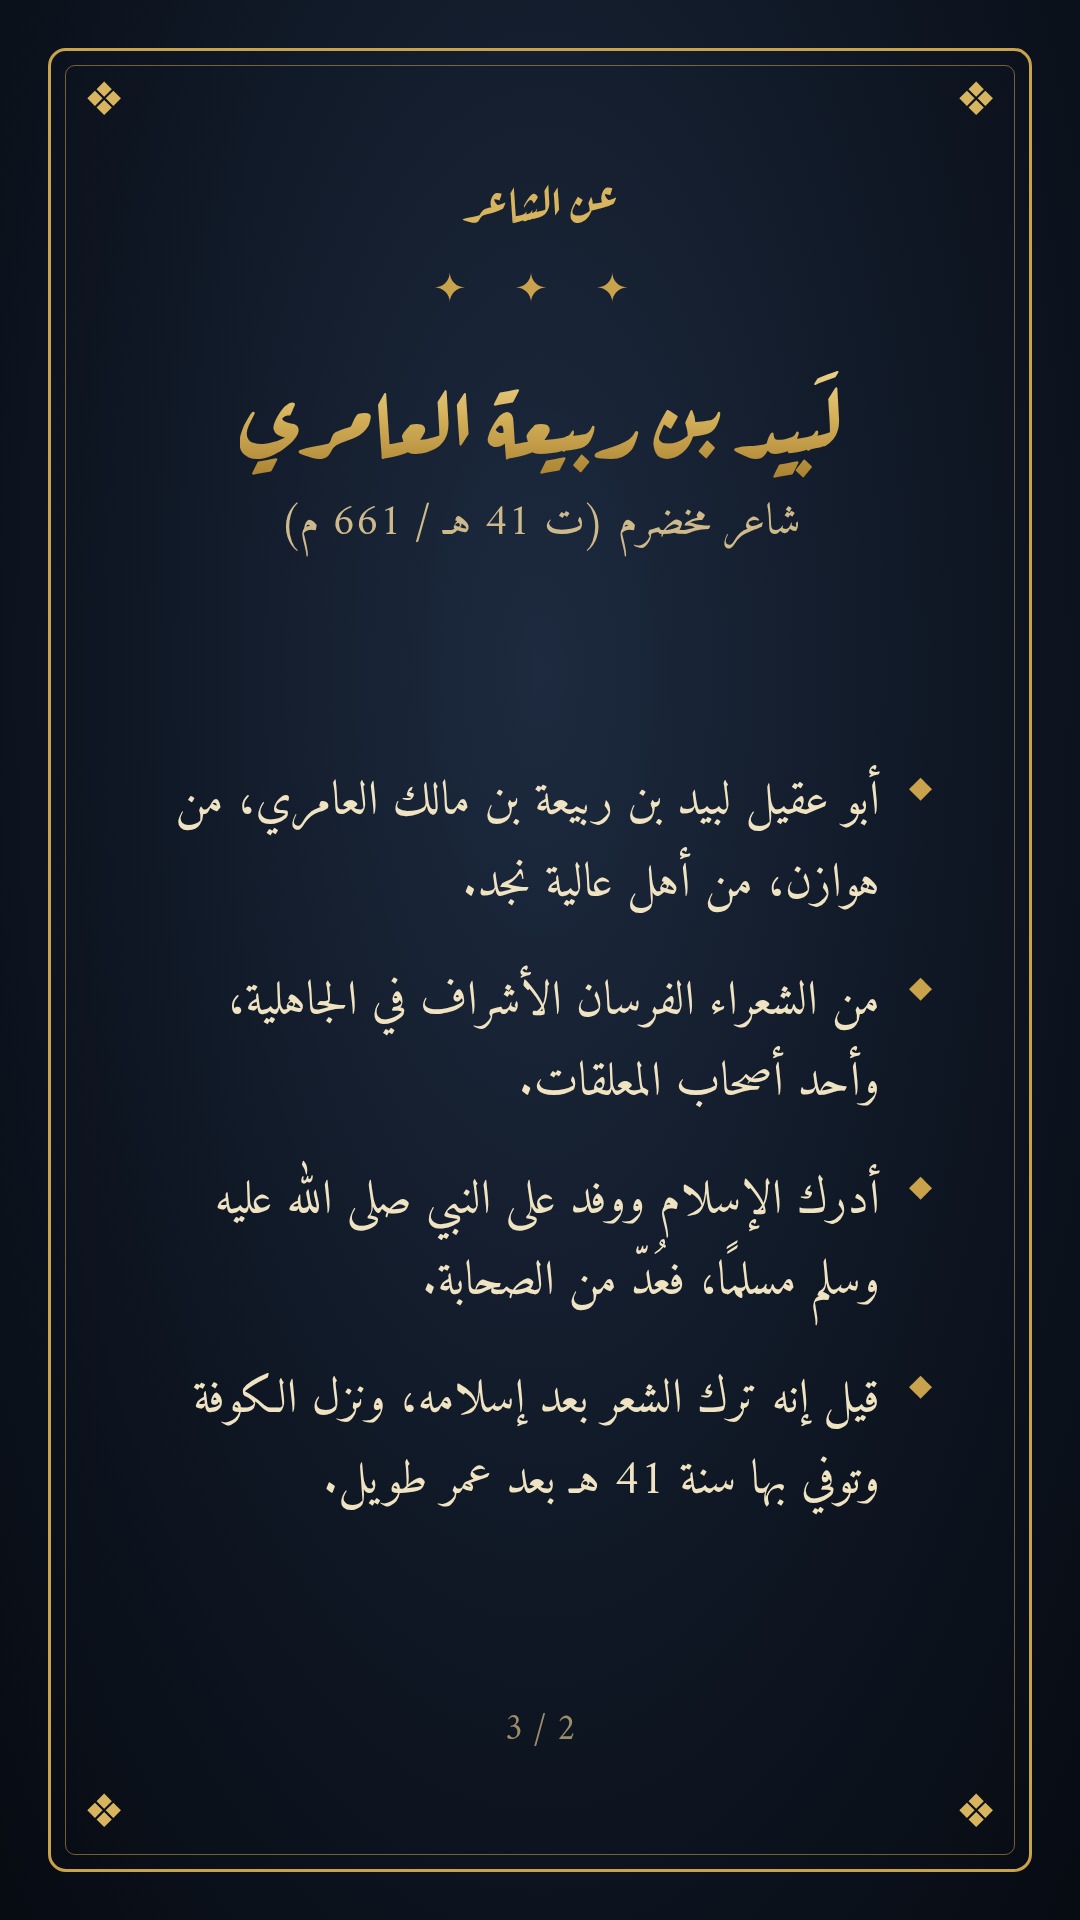 عن الشاعر
لَبيد بن ربيعة العامري
شاعر مخضرم (ت 41 هـ / 661 م)
أبو عقيل لبيد بن ربيعة بن مالك العامري، من
هوازن، من أهل عالية نجد.
من الشعراء الفرسان الأشراف في الجاهلية،
وأحد أصحاب المعلقات.
أدرك الإسلام ووفد على النبي صلى الله عليه
وسلم مسلمًا، فعُدّ من الصحابة.
قيل إنه ترك الشعر بعد إسلامه، ونزل الكوفة
وتوفي بها سنة 41 هـ بعد عمر طويل.
2 / 3